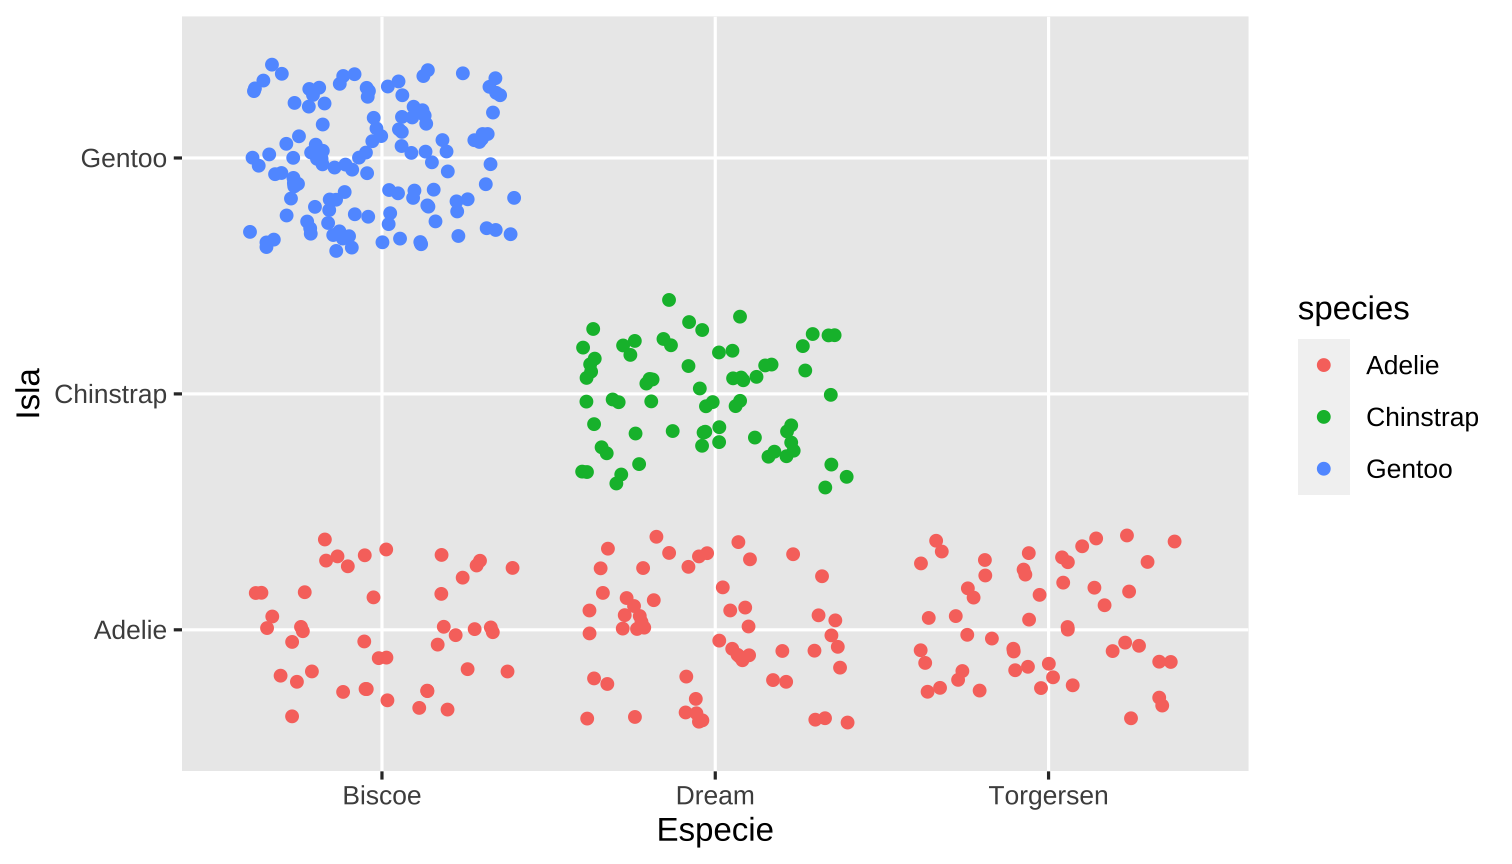 Isla
Gentoo
Chinstrap
Adelie
Biscoe
Dream
Torgersen
Especie
species
Adelie
Chinstrap
Gentoo